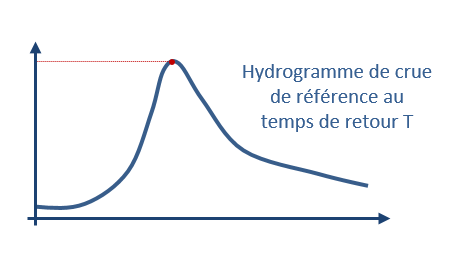 Hydrogramme de crue
de référence au
temps de retour T